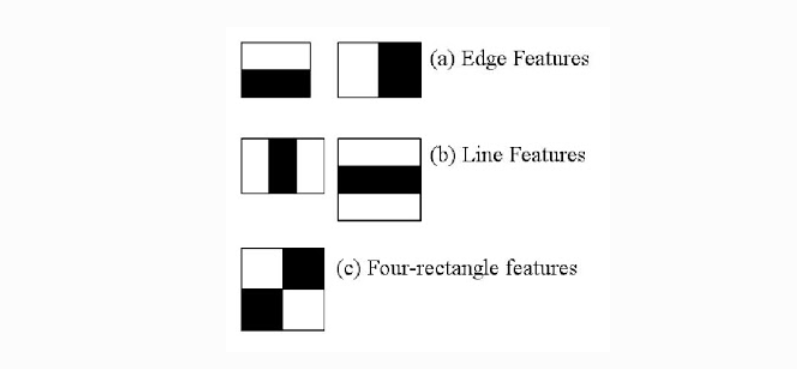 (a) Edge Features
(b) Line Features
(c) Four-rectangle features